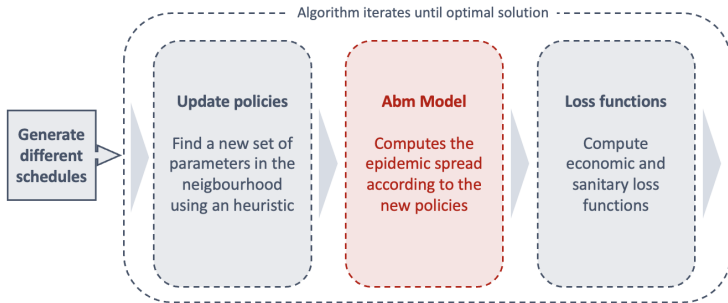 Algorithm iterates until optimal solution
Generate
different
schedules
Update policies
Find a new set of
parameters in the
neigbourhood
using an heuristic
Abm Model
Computes the
epidemic spread
according to the
new policies
Loss functions
Compute
economic and
sanitary loss
functions